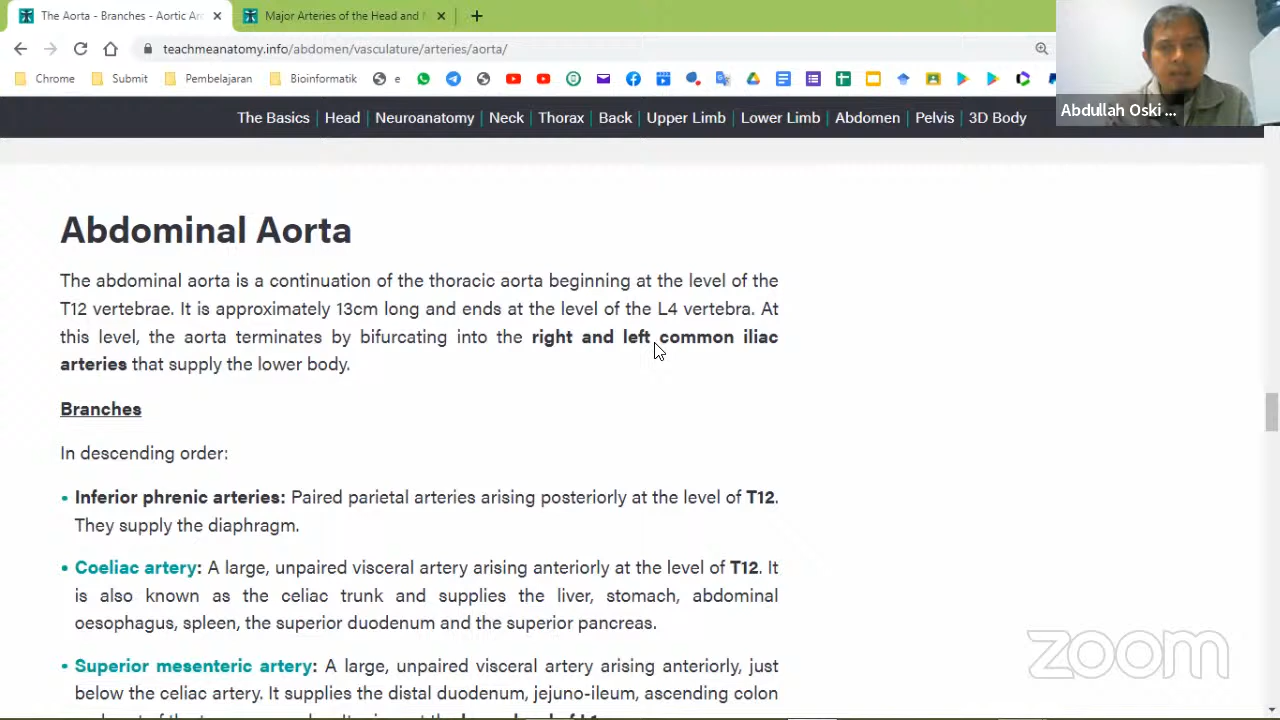 The Aorta - Branches - Aortic Ar
Major Arteries of the Head and
teachmeanatomy.info/abdomen/vasculature/arteries/aorta/
Chrome Submit Pembelajaran Bioinformatik e
Abdullah Oski ...
The Basics | Head | Neuroanatomy | Neck | Thorax | Back | Upper Limb | Lower Limb | Abdomen | Pelvis | 3D Body
Abdominal Aorta
The abdominal aorta is a continuation of the thoracic aorta beginning at the level of the
T12 vertebrae. It is approximately 13cm long and ends at the level of the L4 vertebra. At
this level, the aorta terminates by bifurcating into the right and left common iliac
arteries that supply the lower body.
Branches
In descending order:
• Inferior phrenic arteries: Paired parietal arteries arising posteriorly at the level of T12.
They supply the diaphragm.
• Coeliac artery: A large, unpaired visceral artery arising anteriorly at the level of T12. It
is also known as the celiac trunk and supplies the liver, stomach, abdominal
oesophagus, spleen, the superior duodenum and the superior pancreas.
• Superior mesenteric artery: A large, unpaired visceral artery arising anteriorly, just
below the celiac artery. It supplies the distal duodenum, jejuno-ileum, ascending colon
zoom